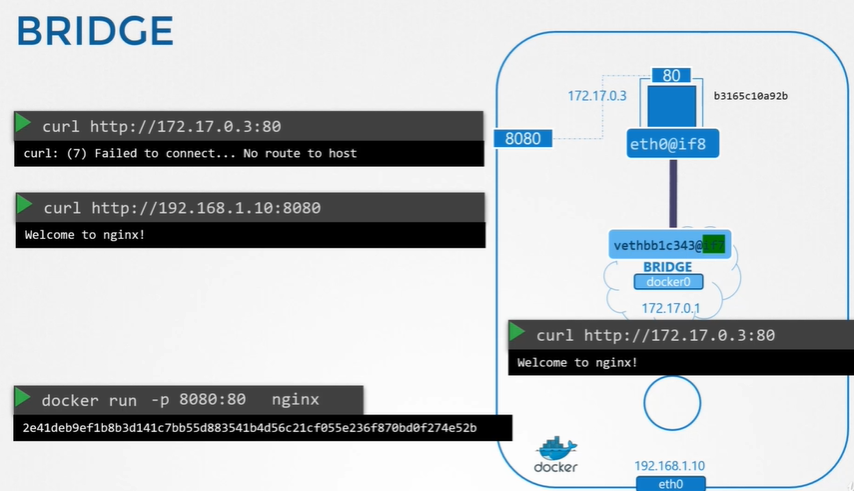 BRIDGE
curl http://172.17.0.3:80
curl: (7) Failed to connect... No route to host
curl http://192.168.1.10:8080
Welcome to nginx!
docker run -p 8080:80 nginx
2e41deb9ef1b8b3d141c7bb55d883541b4d56c21cf055e236f870bd0f274e52b
80
172.17.0.3
b3165c10a92b
8080
eth0@if8
vethbb1c343@if7
BRIDGE
docker0
172.17.0.1
curl http://172.17.0.3:80
Welcome to nginx!
docker
192.168.1.10
eth0